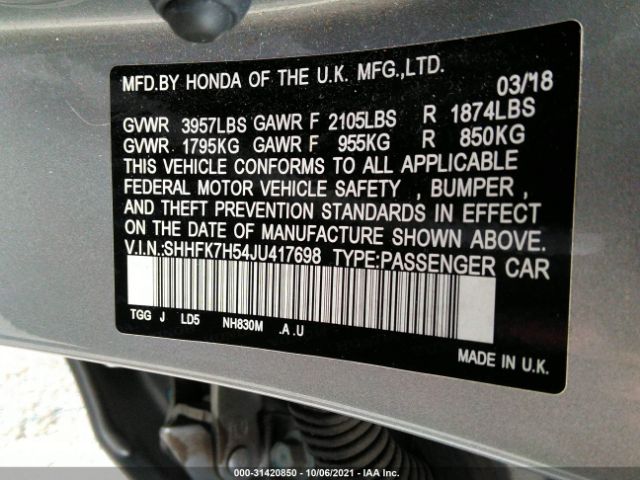 MFD.BY HONDA OF THE U.K. MFG.,LTD.
03/'18
GVWR 3957LBS GAWR F 2105LBS R 1874LBS
GVWR 1795KG GAWR F 955KG R 850KG
THIS VEHICLE CONFORMS TO ALL APPLICABLE
FEDERAL MOTOR VEHICLE SAFETY , BUMPER ,
AND THEFT PREVENTION STANDARDS IN EFFECT
ON THE DATE OF MANUFACTURE SHOWN ABOVE.
V.I.N.:SHHFK7H54JU417698 TYPE:PASSENGER CAR
TGG J LD5 NH830M .A.U
MADE IN U.K.
000-31420850 - 10/06/2021 - IAA Inc.